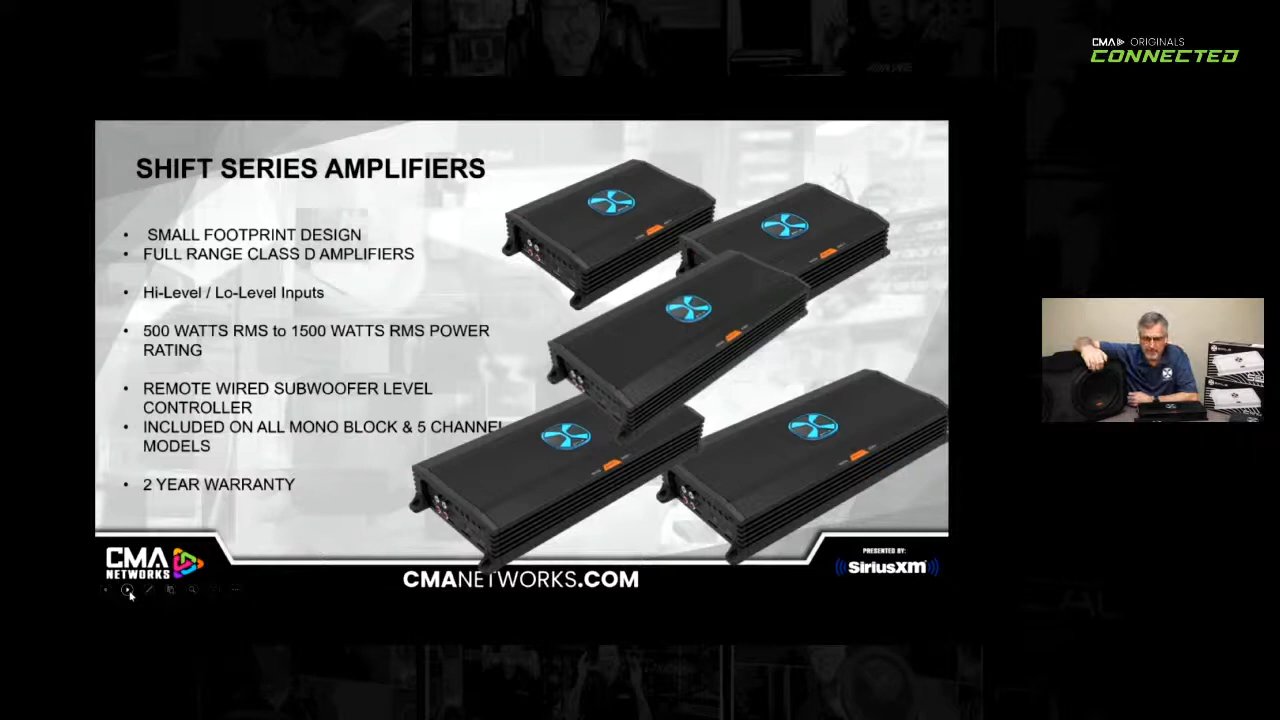 CMA ORIGINALS
CONNECTED
SHIFT SERIES AMPLIFIERS
• SMALL FOOTPRINT DESIGN
• FULL RANGE CLASS D AMPLIFIERS
• Hi-Level / Lo-Level Inputs
• 500 WATTS RMS to 1500 WATTS RMS POWER
RATING
• REMOTE WIRED SUBWOOFER LEVEL
CONTROLLER
• INCLUDED ON ALL MONO BLOCK & 5 CHANNEL
MODELS
• 2 YEAR WARRANTY
CMA
NETWORKS
CMANETWORKS.COM
PRESENTED BY:
SiriusXM